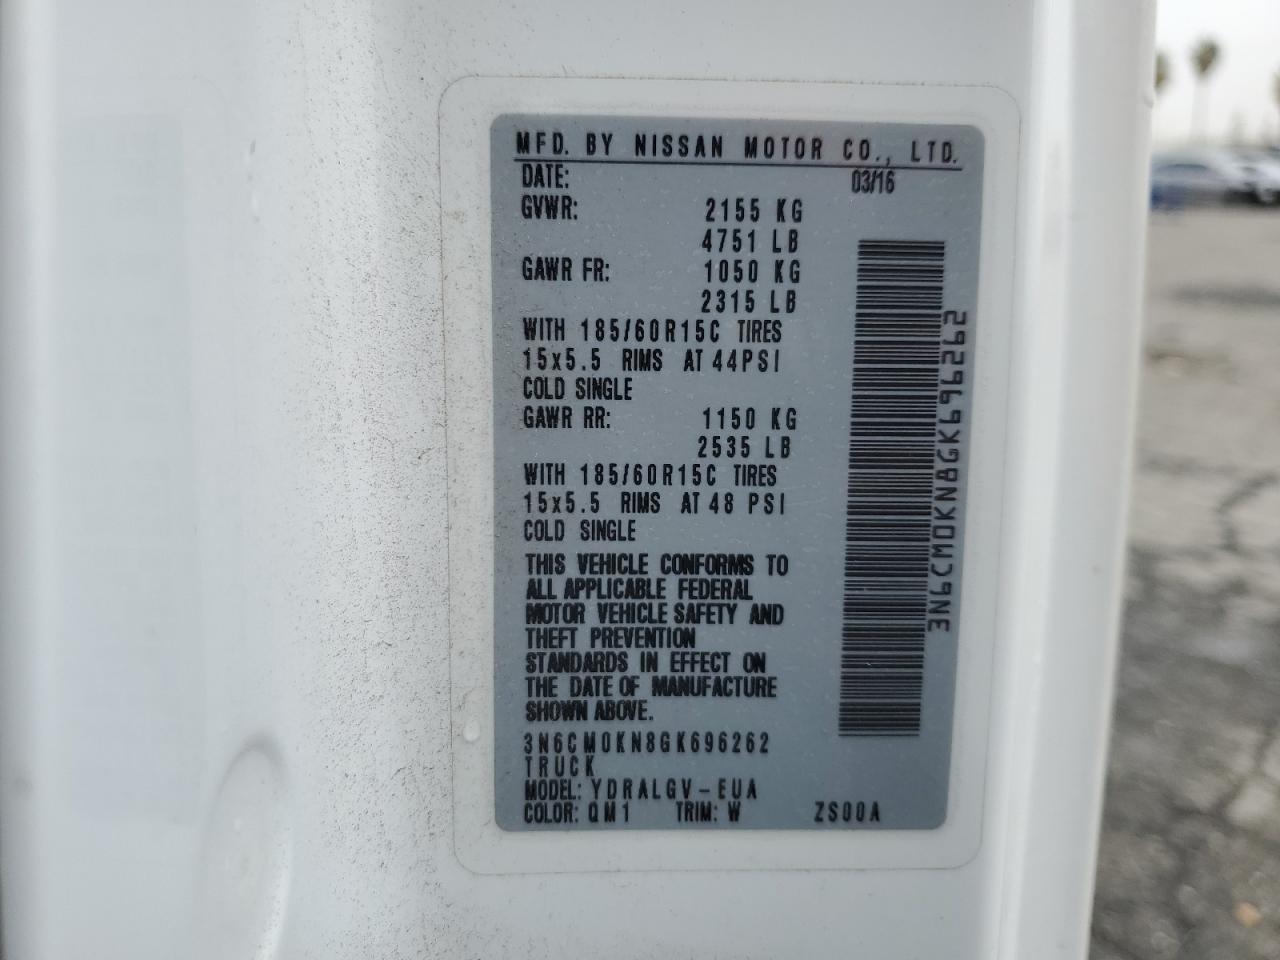 MFD. BY NISSAN MOTOR CO., LTD.
DATE: 03/16
GVWR: 2155 KG
4751 LB
GAWR FR: 1050 KG
2315 LB
WITH 185/60R15C TIRES
15x5.5 RIMS AT 44PSI
COLD SINGLE
GAWR RR: 1150 KG
2535 LB
WITH 185/60R15C TIRES
15x5.5 RIMS AT 48 PSI
COLD SINGLE
THIS VEHICLE CONFORMS TO
ALL APPLICABLE FEDERAL
MOTOR VEHICLE SAFETY AND
THEFT PREVENTION
STANDARDS IN EFFECT ON
THE DATE OF MANUFACTURE
SHOWN ABOVE.
3N6CM0KN8GK696262
TRUCK
MODEL: YDRALGV-EUA
COLOR: QM1 TRIM: W ZS00A
3N6CM0KN8GK696262